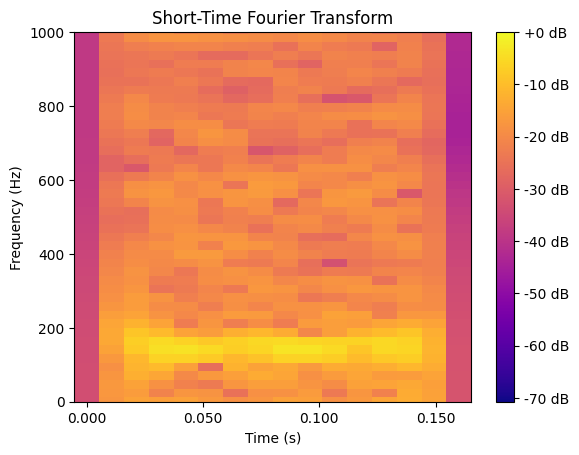 Short-Time Fourier Transform
1000
800
600
400
200
0
Frequency (Hz)
0.000
0.050
0.100
0.150
Time (s)
+0 dB
-10 dB
-20 dB
-30 dB
-40 dB
-50 dB
-60 dB
-70 dB